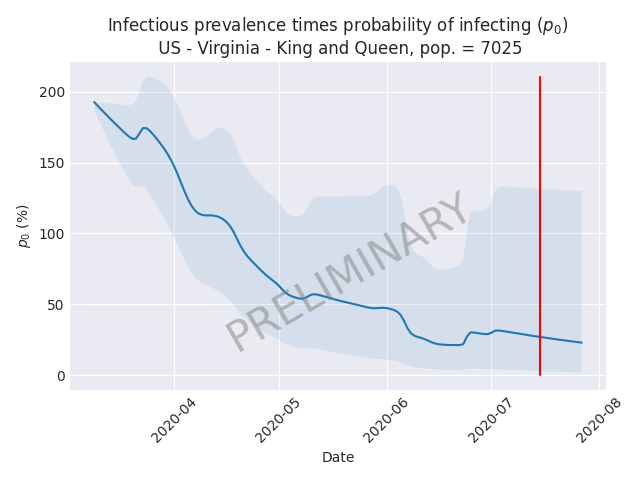 Infectious prevalence times probability of infecting (p₀)
US - Virginia - King and Queen, pop. = 7025
p₀ (%)
200
150
100
50
0
PRELIMINARY
2020-04
2020-05
2020-06
2020-07
2020-08
Date